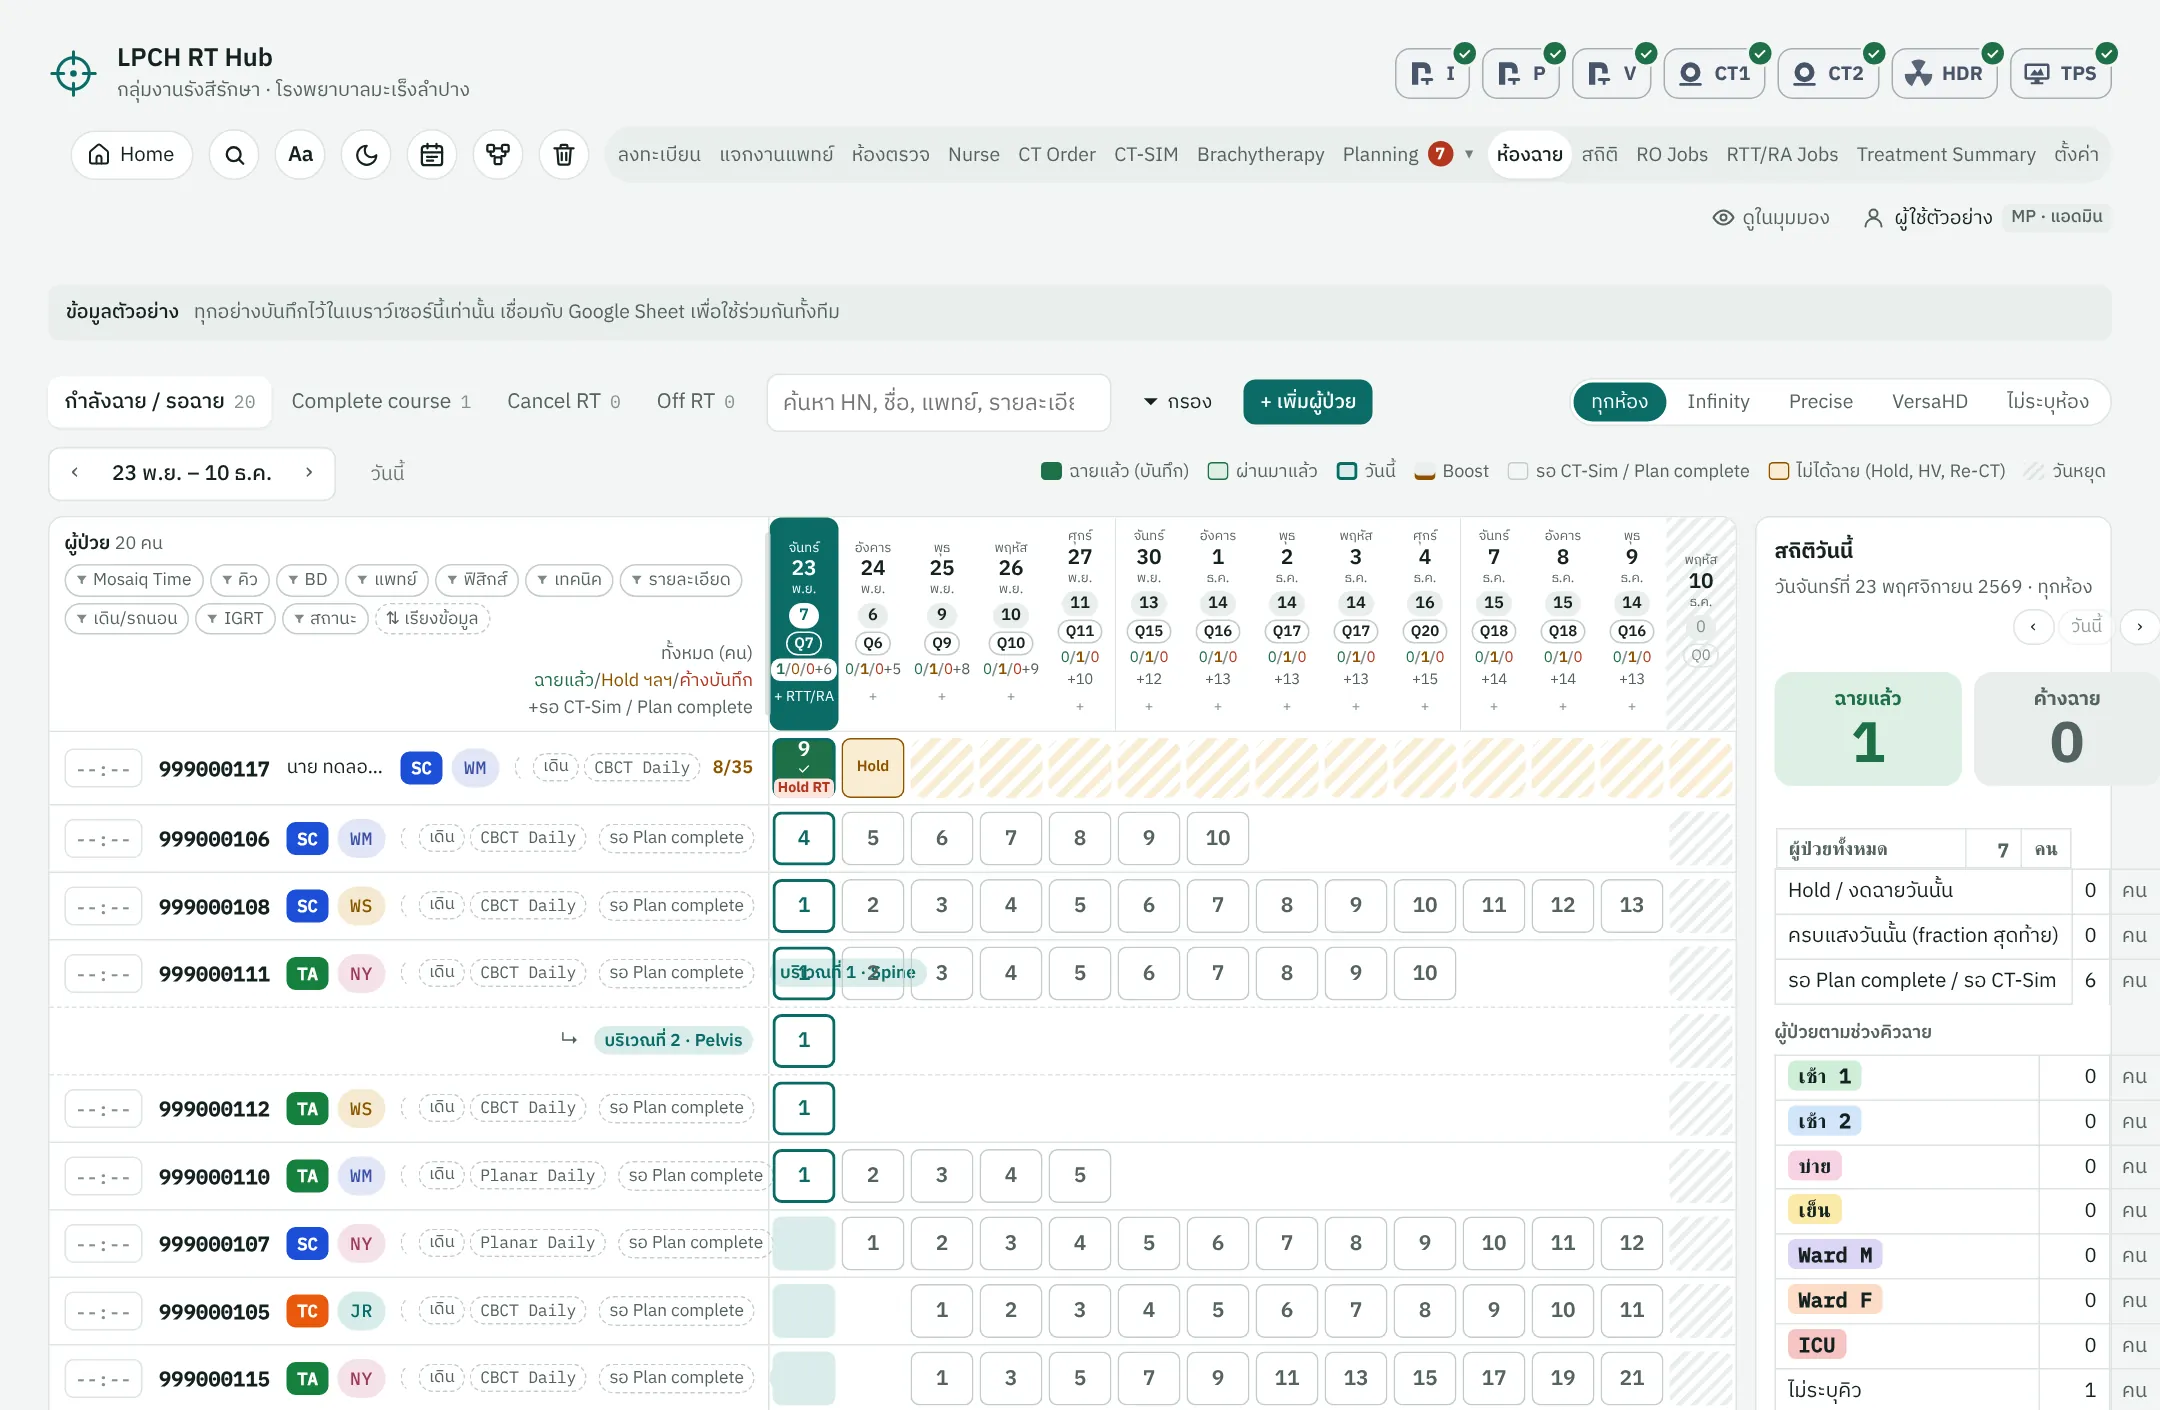 LPCH RT Hub
กลุ่มงานรังสีรักษา · โรงพยาบาลมะเร็งลำปาง
I P V CT1 CT2 HDR TPS
Home Aa ลงทะเบียน แจกงานแพทย์ ห้องตรวจ Nurse CT Order CT-SIM Brachytherapy Planning 7 ▼ ห้องฉาย สถิติ RO Jobs RTT/RA Jobs Treatment Summary ตั้งค่า
ดูในมุมมอง ผู้ใช้ตัวอย่าง MP · แอดมิน
ข้อมูลตัวอย่าง ทุกอย่างบันทึกไว้ในเบราว์เซอร์นี้เท่านั้น เชื่อมกับ Google Sheet เพื่อใช้ร่วมกันทั้งทีม
กำลังฉาย / รอฉาย 20 Complete course 1 Cancel RT 0 Off RT 0 ค้นหา HN, ชื่อ, แพทย์, รายละเอีย ▼ กรอง + เพิ่มผู้ป่วย ทุกห้อง Infinity Precise VersaHD ไม่ระบุห้อง
‹ 23 พ.ย. – 10 ธ.ค. › วันนี้ ฉายแล้ว (บันทึก) ผ่านมาแล้ว วันนี้ Boost รอ CT-Sim / Plan complete ไม่ได้ฉาย (Hold, HV, Re-CT) วันหยุด
ผู้ป่วย 20 คน
Mosaiq Time คิว BD แพทย์ ฟิสิกส์ เทคนิค รายละเอียด
เดิน/รถนอน IGRT สถานะ ⇅ เรียงข้อมูล
ทั้งหมด (คน)
ฉายแล้ว/Hold ฯลฯ/ค้างบันทึก
+รอ CT-Sim / Plan complete
จันทร์ 23 พ.ย. 7 Q7 1/0/0+6 + RTT/RA
อังคาร 24 พ.ย. 6 Q6 0/1/0+5 +
พุธ 25 พ.ย. 9 Q9 0/1/0+8 +
พฤหัส 26 พ.ย. 10 Q10 0/1/0+9 +
ศุกร์ 27 พ.ย. 11 Q11 0/1/0 +10 +
จันทร์ 30 พ.ย. 13 Q15 0/1/0 +12 +
อังคาร 1 ธ.ค. 14 Q16 0/1/0 +13 +
พุธ 2 ธ.ค. 14 Q17 0/1/0 +13 +
พฤหัส 3 ธ.ค. 14 Q17 0/1/0 +13 +
ศุกร์ 4 ธ.ค. 16 Q20 0/1/0 +15 +
จันทร์ 7 ธ.ค. 15 Q18 0/1/0 +14 +
อังคาร 8 ธ.ค. 15 Q18 0/1/0 +14 +
พุธ 9 ธ.ค. 14 Q16 0/1/0 +13 +
พฤหัส 10 ธ.ค. 0 Q0
--:-- 999000117 นาย ทดลอ... SC WM เดิน CBCT Daily 8/35 9 ✓ Hold RT Hold
--:-- 999000106 SC WM เดิน CBCT Daily รอ Plan complete 4 5 6 7 8 9 10
--:-- 999000108 SC WS เดิน CBCT Daily รอ Plan complete 1 2 3 4 5 6 7 8 9 10 11 12 13
--:-- 999000111 TA NY เดิน CBCT Daily รอ Plan complete บริเวณที่ 1 · Spine 1 2 3 4 5 6 7 8 9 10
↳ บริเวณที่ 2 · Pelvis 1
--:-- 999000112 TA WS เดิน CBCT Daily รอ Plan complete 1
--:-- 999000110 TA WM เดิน Planar Daily รอ Plan complete 1 2 3 4 5
--:-- 999000107 SC NY เดิน Planar Daily รอ Plan complete 1 2 3 4 5 6 7 8 9 10 11 12
--:-- 999000105 TC JR เดิน CBCT Daily รอ Plan complete 1 2 3 4 5 6 7 8 9 10 11
--:-- 999000115 TA NY เดิน CBCT Daily รอ Plan complete 1 3 5 7 9 11 13 15 17 19 21
สถิติวันนี้
วันจันทร์ที่ 23 พฤศจิกายน 2569 · ทุกห้อง
‹ วันนี้ ›
ฉายแล้ว 1
ค้างฉาย 0
ผู้ป่วยทั้งหมด 7 คน
Hold / งดฉายวันนั้น 0 คน
ครบแสงวันนั้น (fraction สุดท้าย) 0 คน
รอ Plan complete / รอ CT-Sim 6 คน
ผู้ป่วยตามช่วงคิวฉาย
เช้า 1 0 คน
เช้า 2 0 คน
บ่าย 0 คน
เย็น 0 คน
Ward M 0 คน
Ward F 0 คน
ICU 0 คน
ไม่ระบุคิว 1 คน